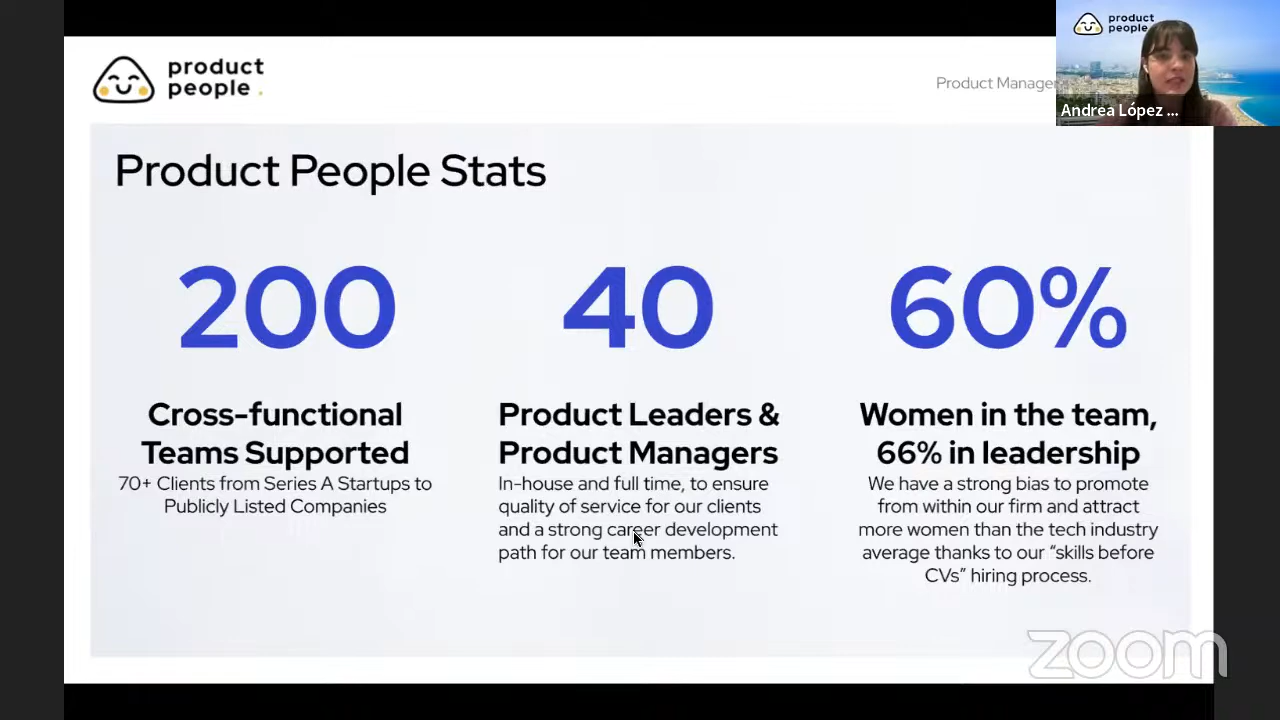 product
people.
Product Manager
product
people
Andrea López ...
Product People Stats
200
Cross-functional
Teams Supported
70+ Clients from Series A Startups to
Publicly Listed Companies
40
Product Leaders &
Product Managers
In-house and full time, to ensure
quality of service for our clients
and a strong career development
path for our team members.
60%
Women in the team,
66% in leadership
We have a strong bias to promote
from within our firm and attract
more women than the tech industry
average thanks to our “skills before
CVs” hiring process.
zoom